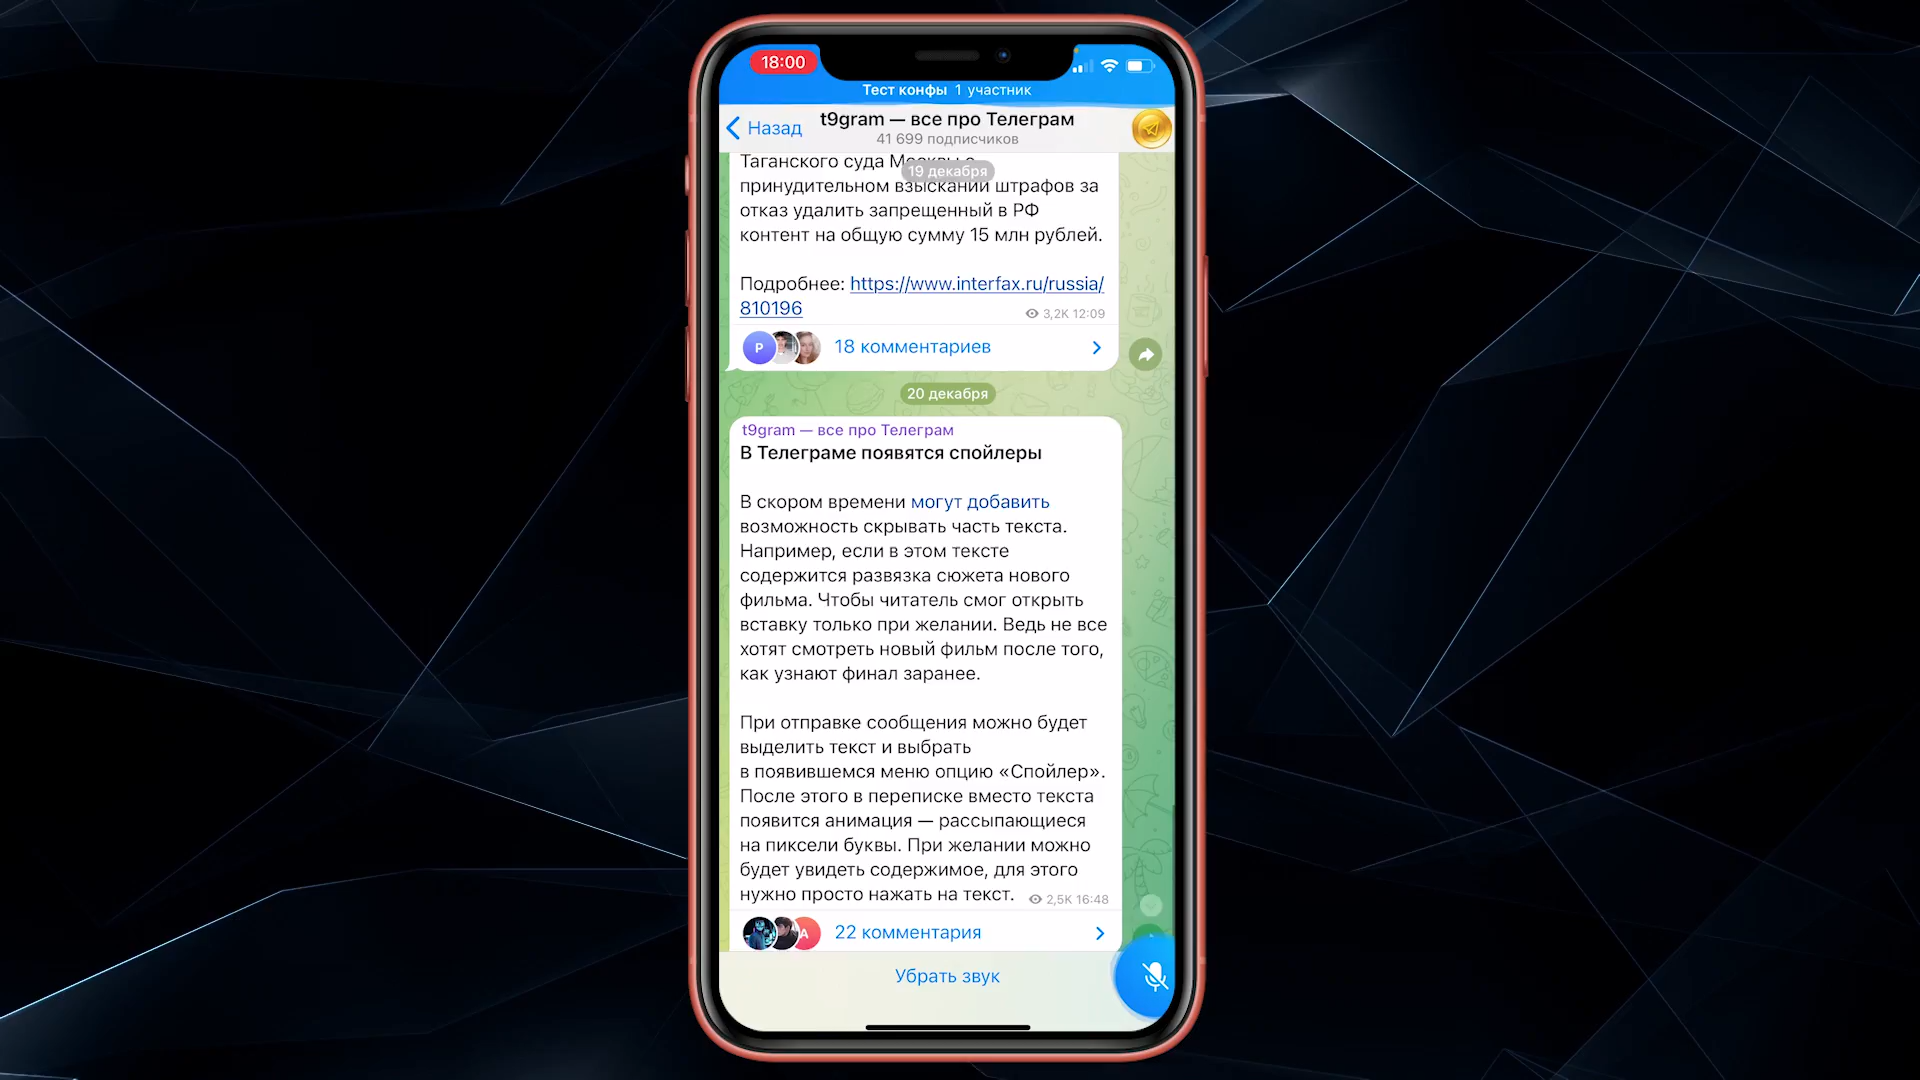 18:00
Тест конфы 1 участник
Назад
t9gram — все про Телеграм
41 699 подписчиков
Таганского суда Москвы о
19 декабря
принудительном взыскании штрафов за
отказ удалить запрещенный в РФ
контент на общую сумму 15 млн рублей.
Подробнее: https://www.interfax.ru/russia/
810196
3,2K 12:09
P
18 комментариев
20 декабря
t9gram — все про Телеграм
В Телеграме появятся спойлеры
В скором времени могут добавить
возможность скрывать часть текста.
Например, если в этом тексте
содержится развязка сюжета нового
фильма. Чтобы читатель смог открыть
вставку только при желании. Ведь не все
хотят смотреть новый фильм после того,
как узнают финал заранее.
При отправке сообщения можно будет
выделить текст и выбрать
в появившемся меню опцию «Спойлер».
После этого в переписке вместо текста
появится анимация — рассыпающиеся
на пиксели буквы. При желании можно
будет увидеть содержимое, для этого
нужно просто нажать на текст.
2,5K 16:48
A
22 комментария
Убрать звук